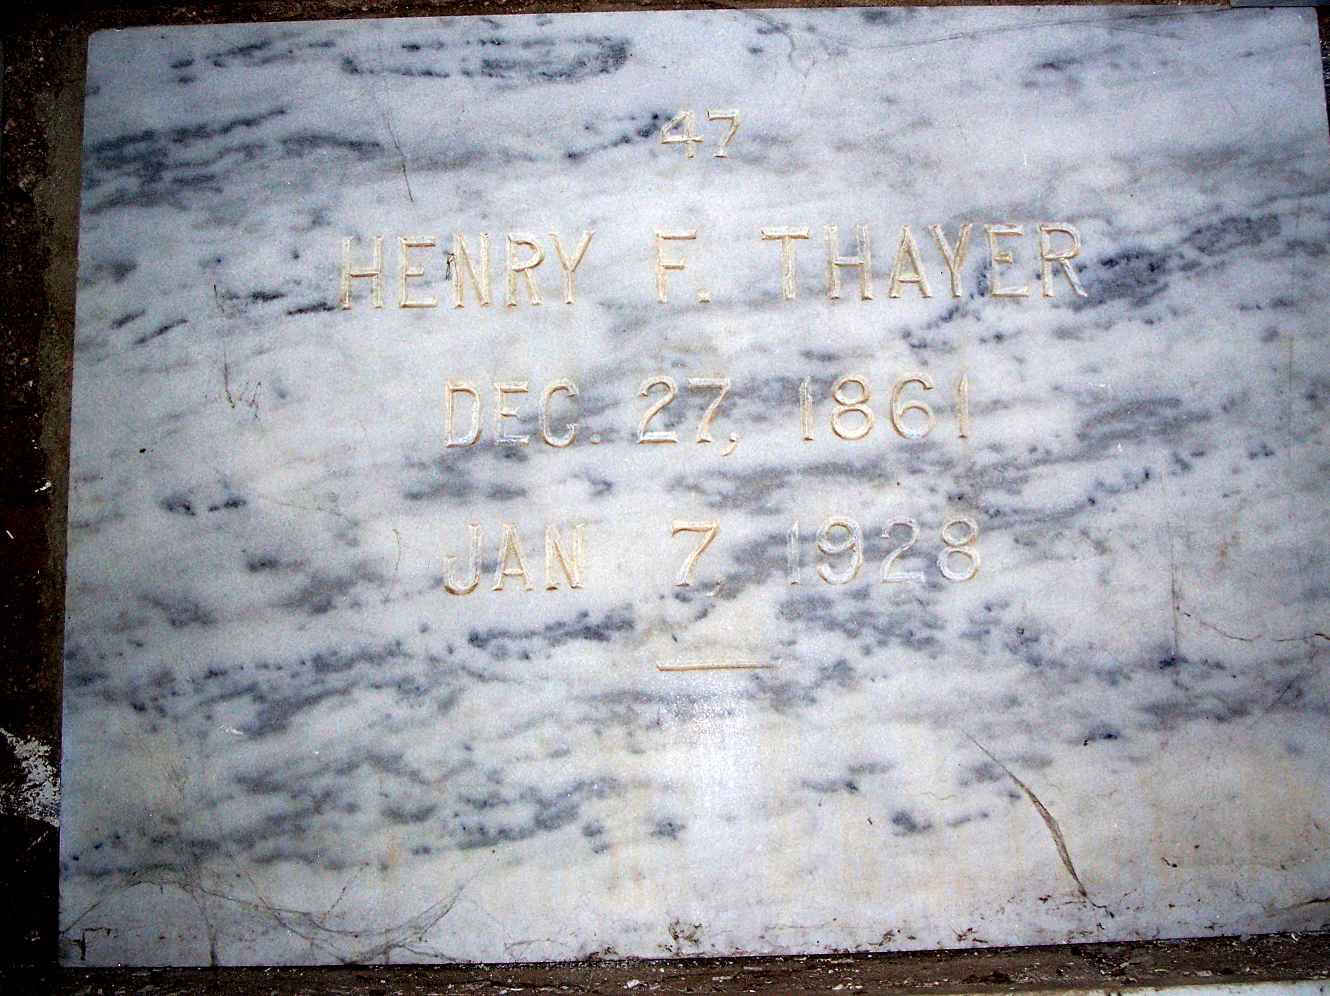 47
HENRY F. THAYER
DEC. 27, 1861
JAN 7, 1928